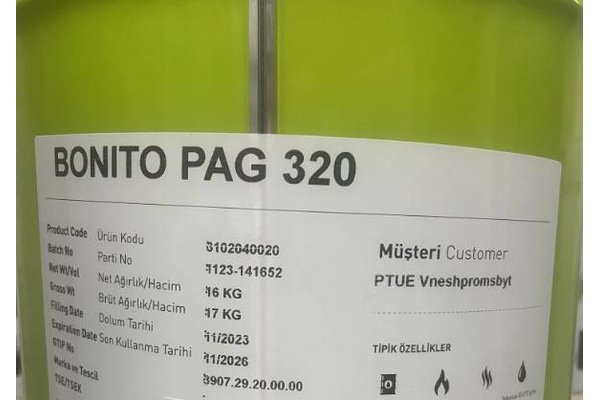 BONITO PAG 320
Product Code Ürün Kodu 3102040020
Batch No Parti No 1123-141652
Net Wt/Vol Net Ağırlık/Hacim 16 KG
Gross Wt Brüt Ağırlık/Hacim 17 KG
Filling Date Dolum Tarihi 11/2023
Expiration Date Son Kullanma Tarihi 11/2026
GTIP No 3907.29.20.00.00
Marka ve Tescil
TSE/TSEK
Müşteri Customer
PTUE Vneshpromsbyt
TİPİK ÖZELLİKLER